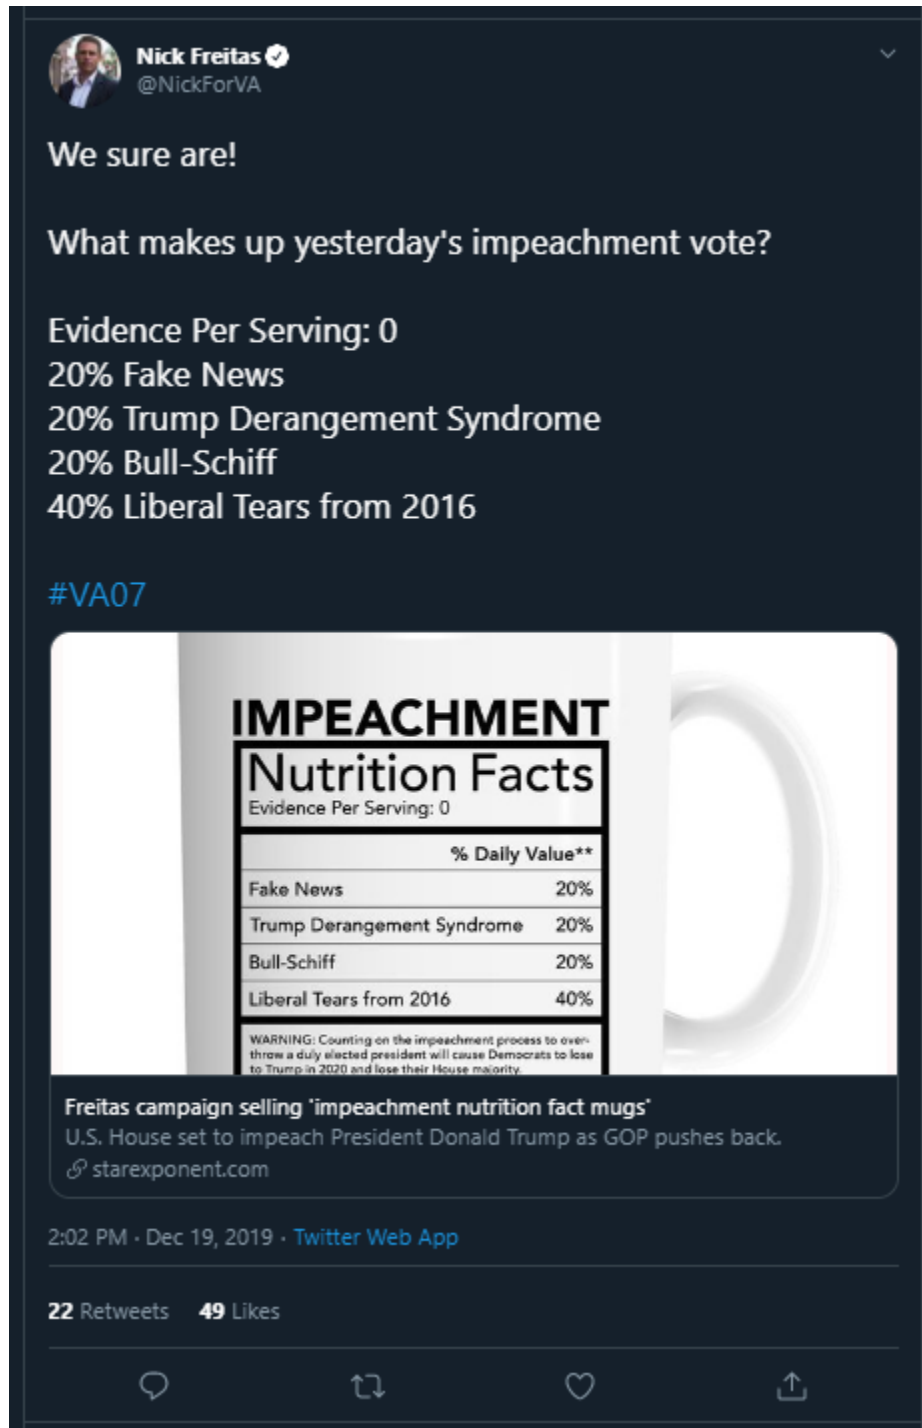 Nick Freitas
@NickForVA
We sure are!
What makes up yesterday's impeachment vote?
Evidence Per Serving: 0
20% Fake News
20% Trump Derangement Syndrome
20% Bull-Schiff
40% Liberal Tears from 2016
#VA07
IMPEACHMENT
Nutrition Facts
Evidence Per Serving: 0
% Daily Value**
Fake News 20%
Trump Derangement Syndrome 20%
Bull-Schiff 20%
Liberal Tears from 2016 40%
WARNING: Counting on the impeachment process to over-
throw a duly elected president will cause Democrats to lose
to Trump in 2020 and lose their House majority.
Freitas campaign selling 'impeachment nutrition fact mugs'
U.S. House set to impeach President Donald Trump as GOP pushes back.
starexponent.com
2:02 PM · Dec 19, 2019 · Twitter Web App
22 Retweets 49 Likes